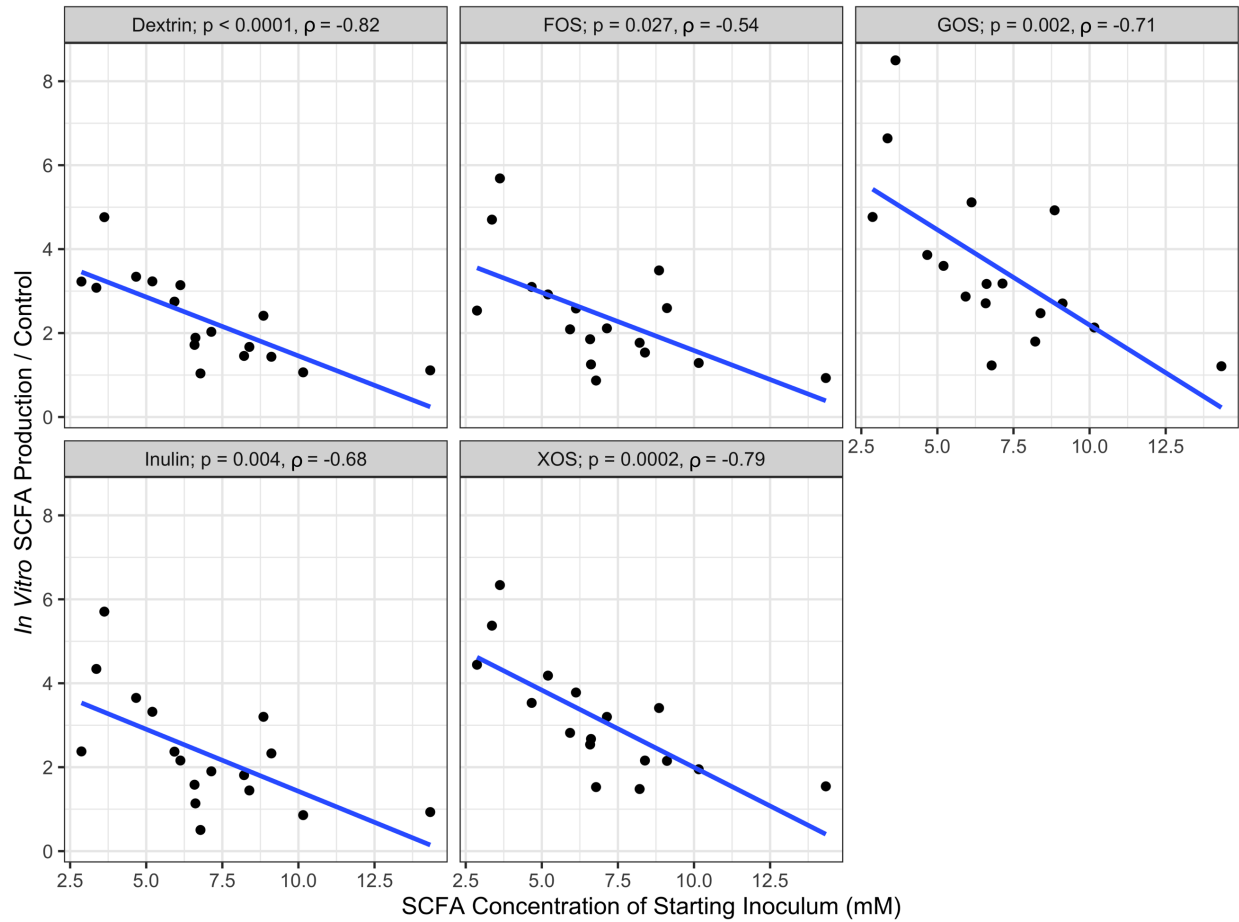 Dextrin; p < 0.0001, ρ = -0.82
FOS; p = 0.027, ρ = -0.54
GOS; p = 0.002, ρ = -0.71
8
6
4
2
0
2.5 5.0 7.5 10.0 12.5
Inulin; p = 0.004, ρ = -0.68
XOS; p = 0.0002, ρ = -0.79
8
6
4
2
0
2.5 5.0 7.5 10.0 12.5
2.5 5.0 7.5 10.0 12.5
In Vitro SCFA Production / Control
SCFA Concentration of Starting Inoculum (mM)